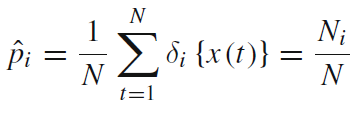 p̂ᵢ = 1/N ∑_{t=1}^{N} δᵢ {x(t)} = Nᵢ/N